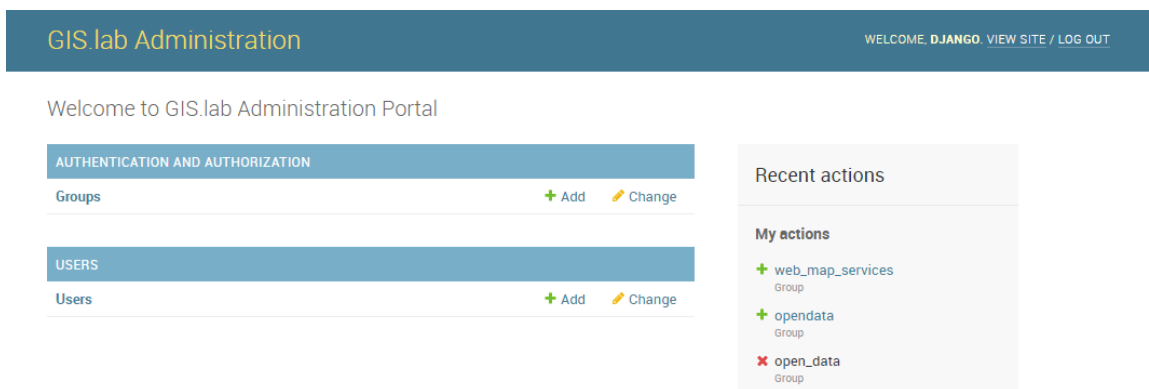 GIS.lab Administration
WELCOME, DJANGO. VIEW SITE / LOG OUT
Welcome to GIS.lab Administration Portal
AUTHENTICATION AND AUTHORIZATION
Groups Add Change
USERS
Users Add Change
Recent actions
My actions
web_map_services
Group
opendata
Group
open_data
Group